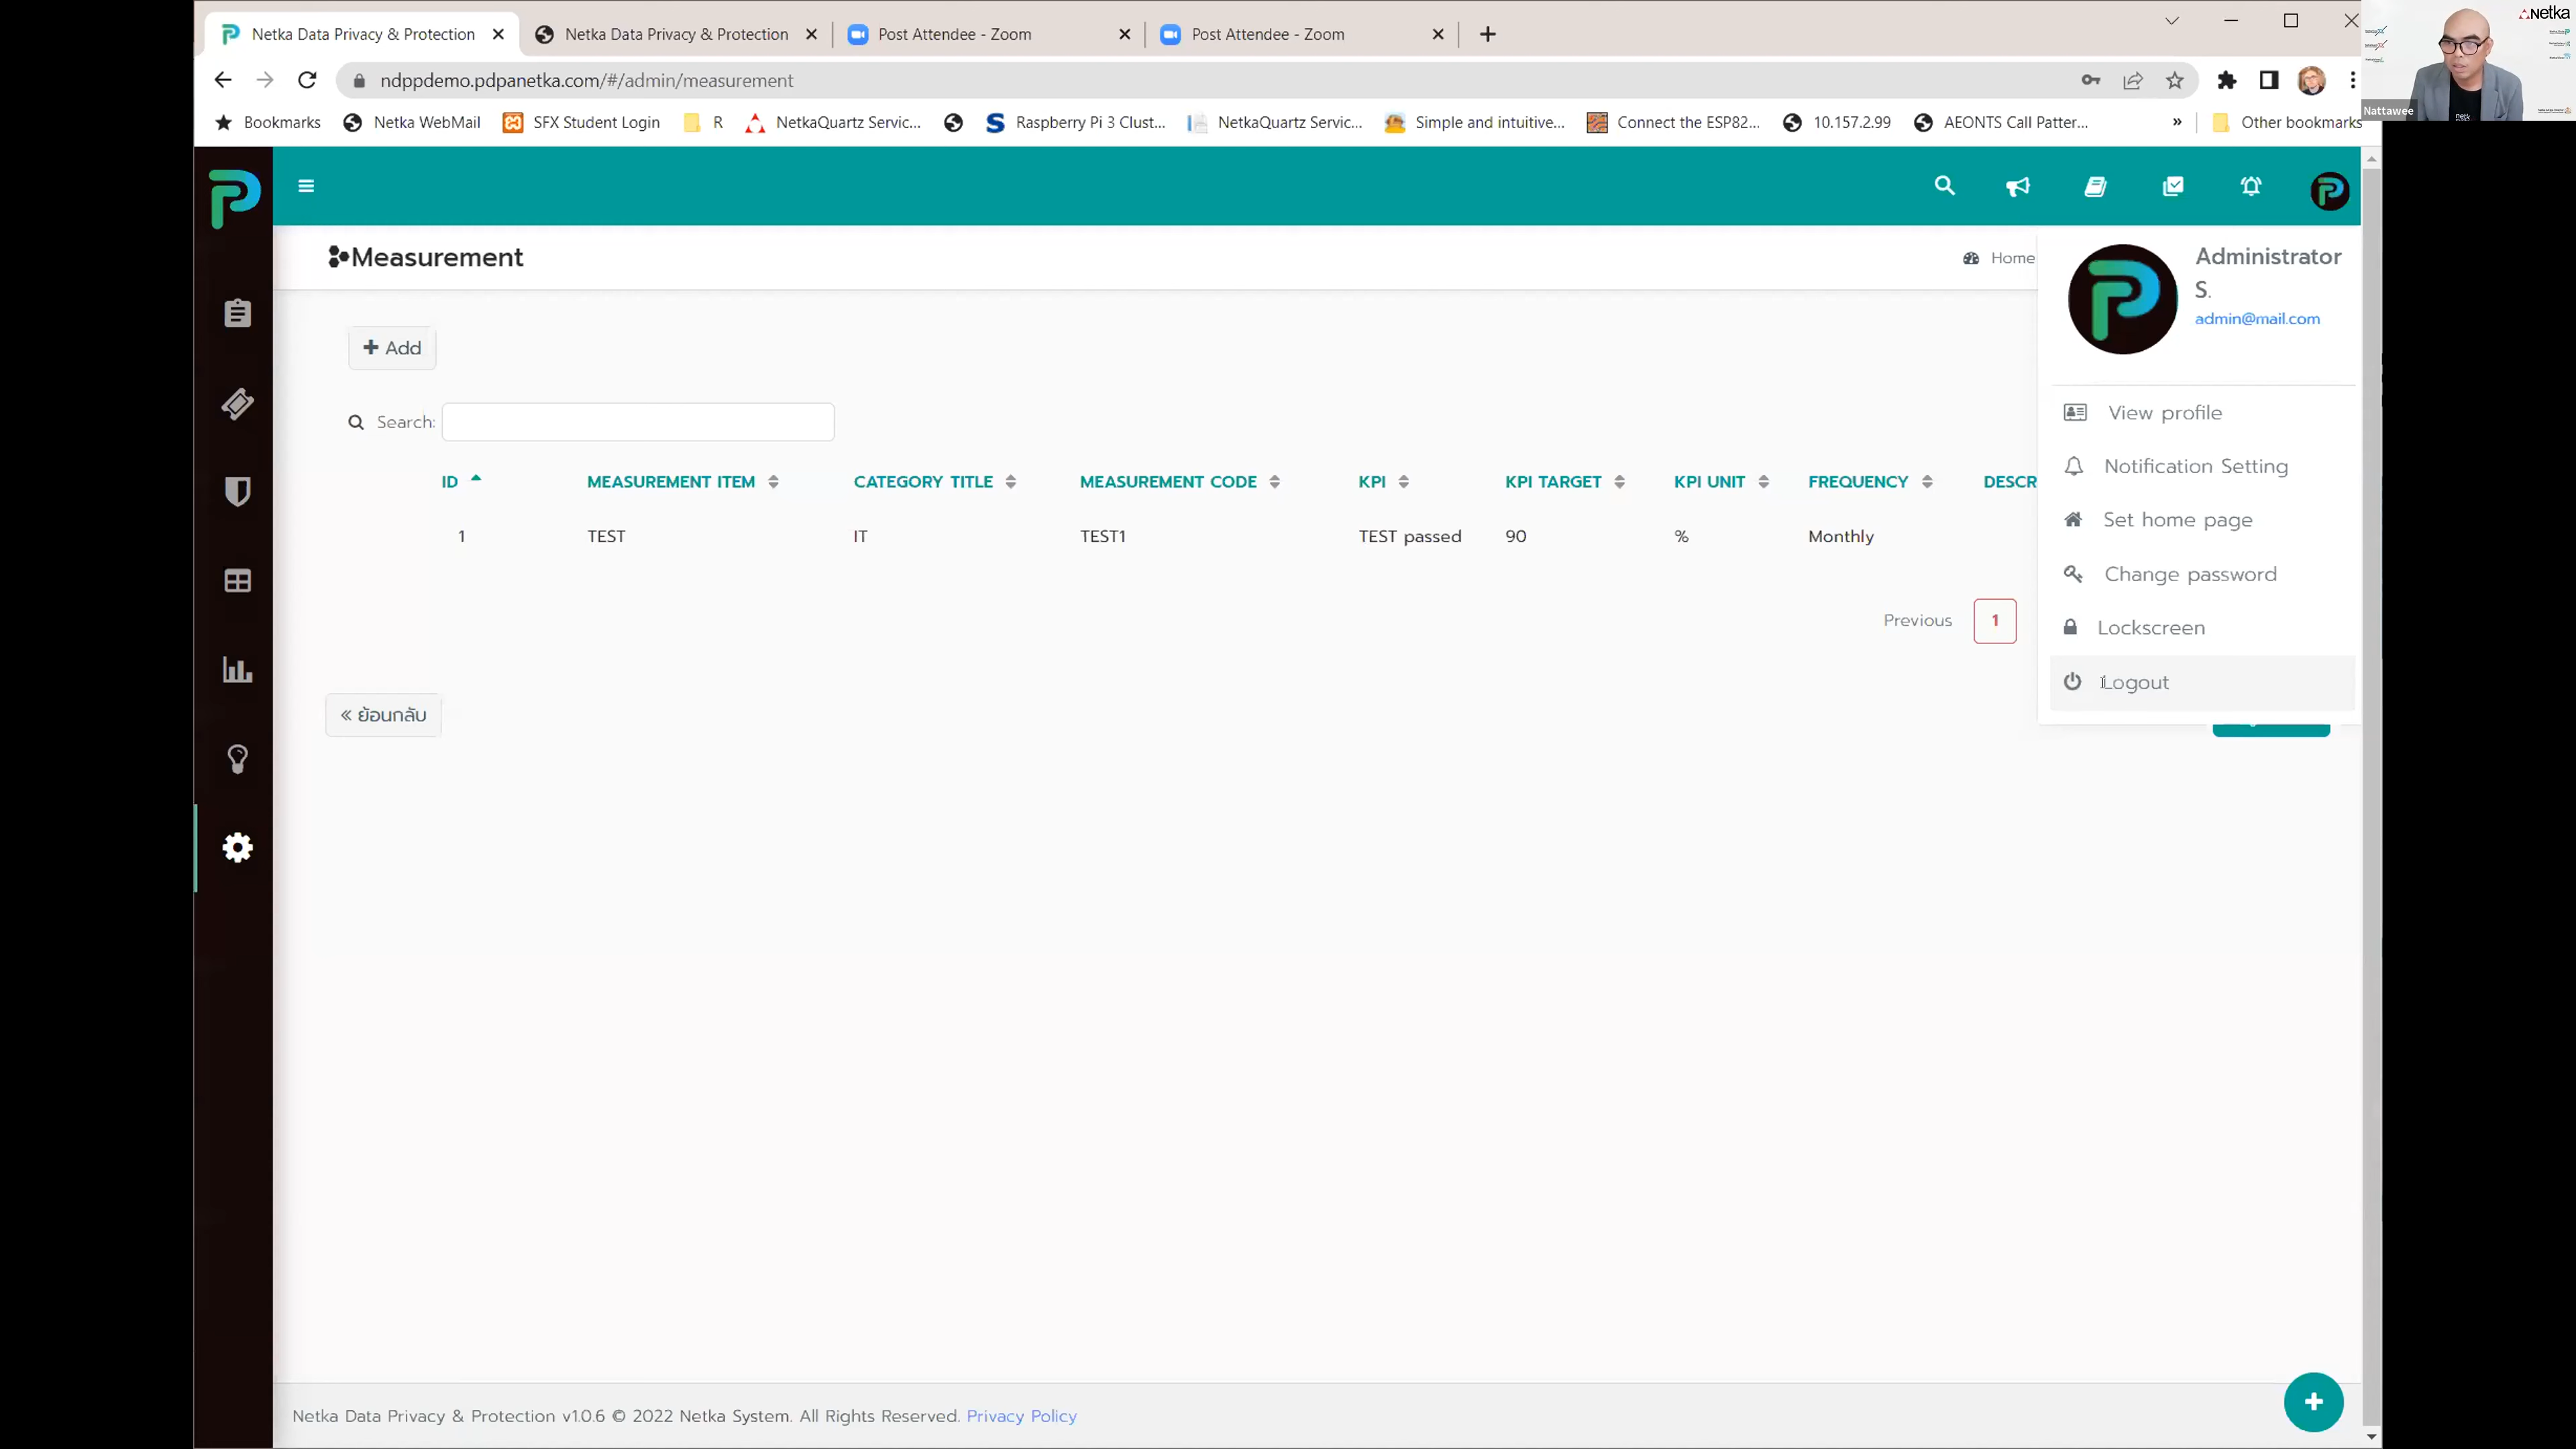 Netka Data Privacy & Protection
Netka Data Privacy & Protection
Post Attendee - Zoom
Post Attendee - Zoom
ndppdemo.pdpanetka.com/#/admin/measurement
Bookmarks
Netka WebMail
SFX Student Login
R
NetkaQuartz Servic...
Raspberry Pi 3 Clust...
NetkaQuartz Servic...
Simple and intuitive...
Connect the ESP82...
10.157.2.99
AEONTS Call Patter...
»
Other bookmarks
Netka
Nattawee
Measurement
Home
Administrator
S.
admin@mail.com
Add
Search:
View profile
Notification Setting
Set home page
Change password
Lockscreen
Logout
ID MEASUREMENT ITEM CATEGORY TITLE MEASUREMENT CODE KPI KPI TARGET KPI UNIT FREQUENCY DESCR
1 TEST IT TEST1 TEST passed 90 % Monthly
Previous 1
« ย้อนกลับ
Netka Data Privacy & Protection v1.0.6 © 2022 Netka System. All Rights Reserved. Privacy Policy